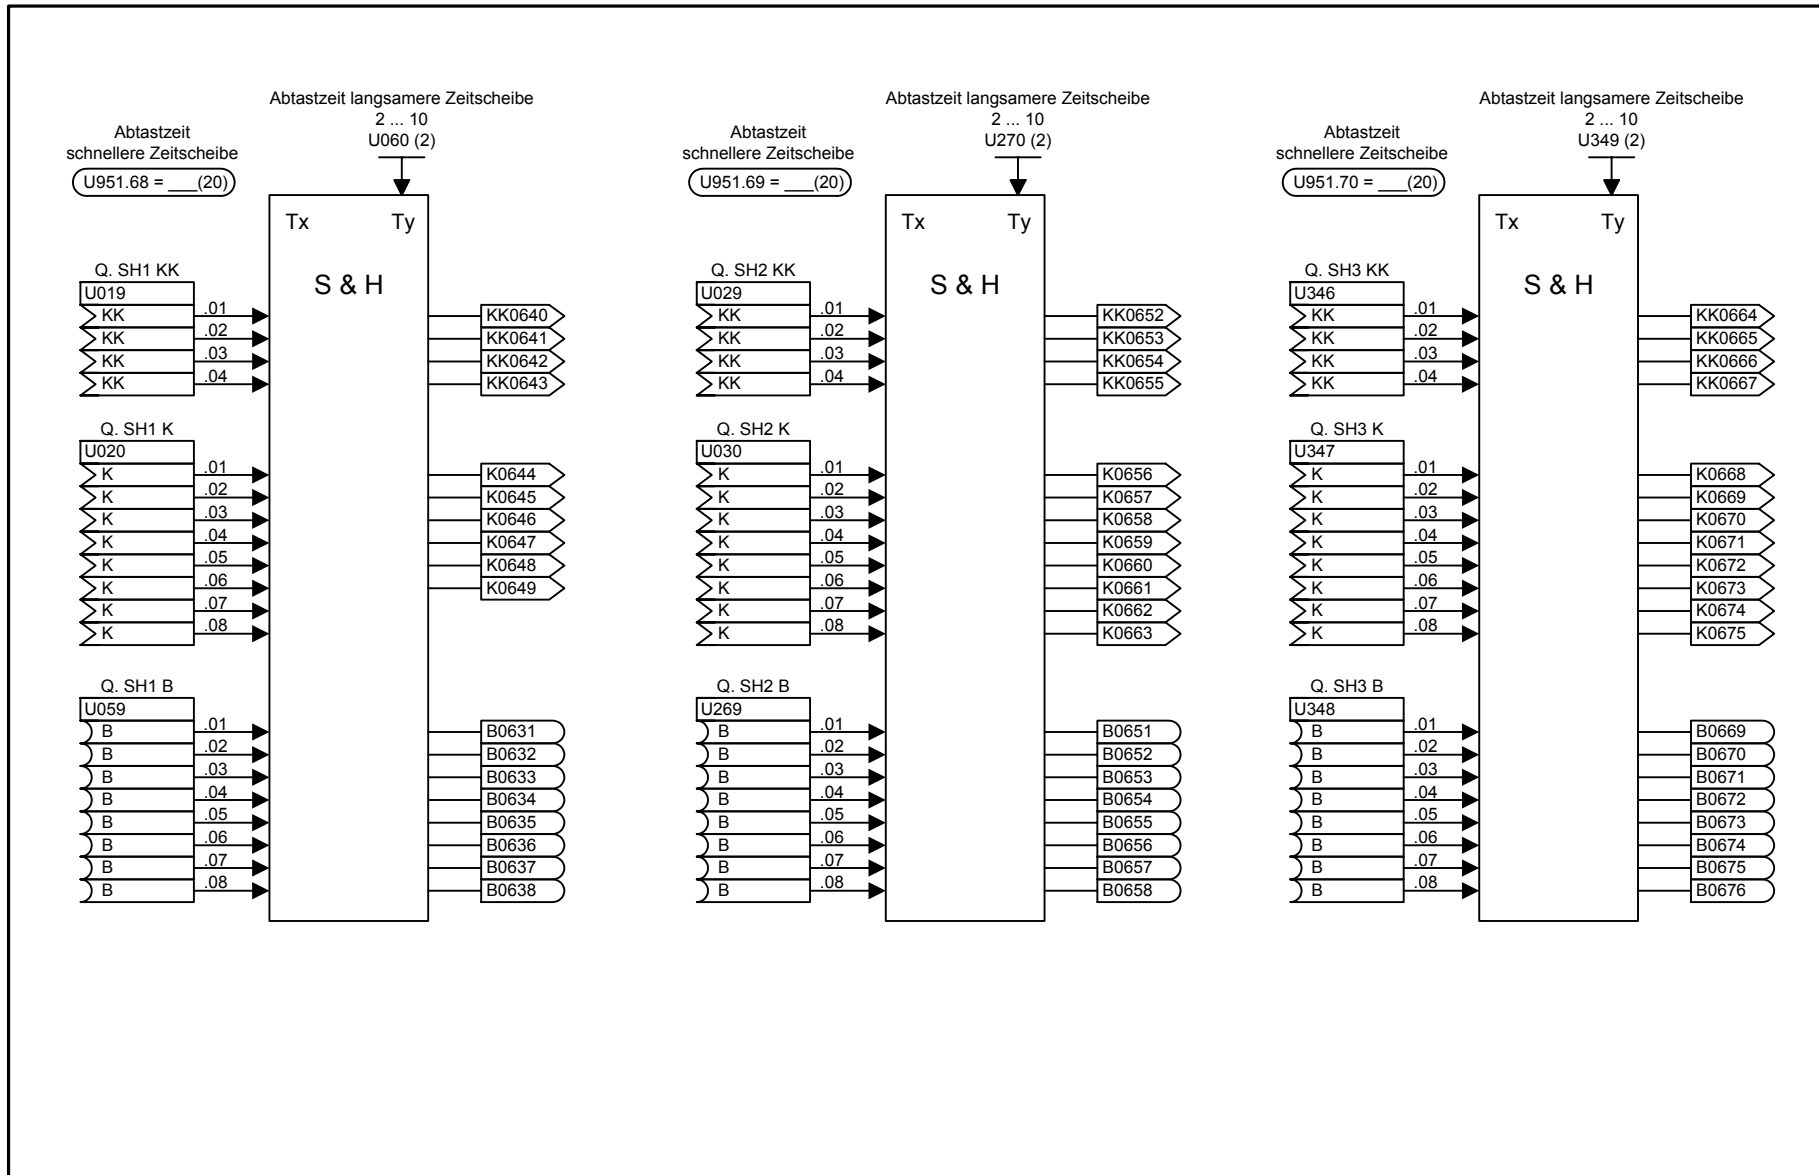 Abtastzeit langsamere Zeitscheibe
2 ... 10
U060 (2)
Abtastzeit
schnellere Zeitscheibe
U951.68 = ___(20)
Tx Ty
S & H
Q. SH1 KK
U019
KK .01 KK0640
KK .02 KK0641
KK .03 KK0642
KK .04 KK0643
Q. SH1 K
U020
K .01 K0644
K .02 K0645
K .03 K0646
K .04 K0647
K .05 K0648
K .06 K0649
K .07
K .08
Q. SH1 B
U059
B .01 B0631
B .02 B0632
B .03 B0633
B .04 B0634
B .05 B0635
B .06 B0636
B .07 B0637
B .08 B0638
Abtastzeit langsamere Zeitscheibe
2 ... 10
U270 (2)
Abtastzeit
schnellere Zeitscheibe
U951.69 = ___(20)
Tx Ty
S & H
Q. SH2 KK
U029
KK .01 KK0652
KK .02 KK0653
KK .03 KK0654
KK .04 KK0655
Q. SH2 K
U030
K .01 K0656
K .02 K0657
K .03 K0658
K .04 K0659
K .05 K0660
K .06 K0661
K .07 K0662
K .08 K0663
Q. SH2 B
U269
B .01 B0651
B .02 B0652
B .03 B0653
B .04 B0654
B .05 B0655
B .06 B0656
B .07 B0657
B .08 B0658
Abtastzeit langsamere Zeitscheibe
2 ... 10
U349 (2)
Abtastzeit
schnellere Zeitscheibe
U951.70 = ___(20)
Tx Ty
S & H
Q. SH3 KK
U346
KK .01 KK0664
KK .02 KK0665
KK .03 KK0666
KK .04 KK0667
Q. SH3 K
U347
K .01 K0668
K .02 K0669
K .03 K0670
K .04 K0671
K .05 K0672
K .06 K0673
K .07 K0674
K .08 K0675
Q. SH3 B
U348
B .01 B0669
B .02 B0670
B .03 B0671
B .04 B0672
B .05 B0673
B .06 B0674
B .07 B0675
B .08 B0676